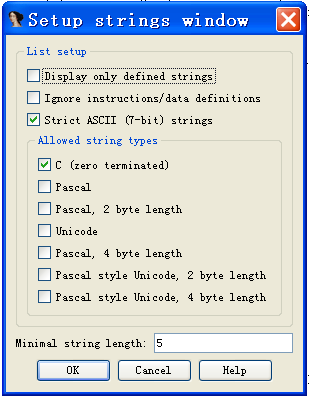 Setup strings window
List setup
Display only defined strings
Ignore instructions/data definitions
Strict ASCII (7-bit) strings
Allowed string types
C (zero terminated)
Pascal
Pascal, 2 byte length
Unicode
Pascal, 4 byte length
Pascal style Unicode, 2 byte length
Pascal style Unicode, 4 byte length
Minimal string length: 5
OK Cancel Help